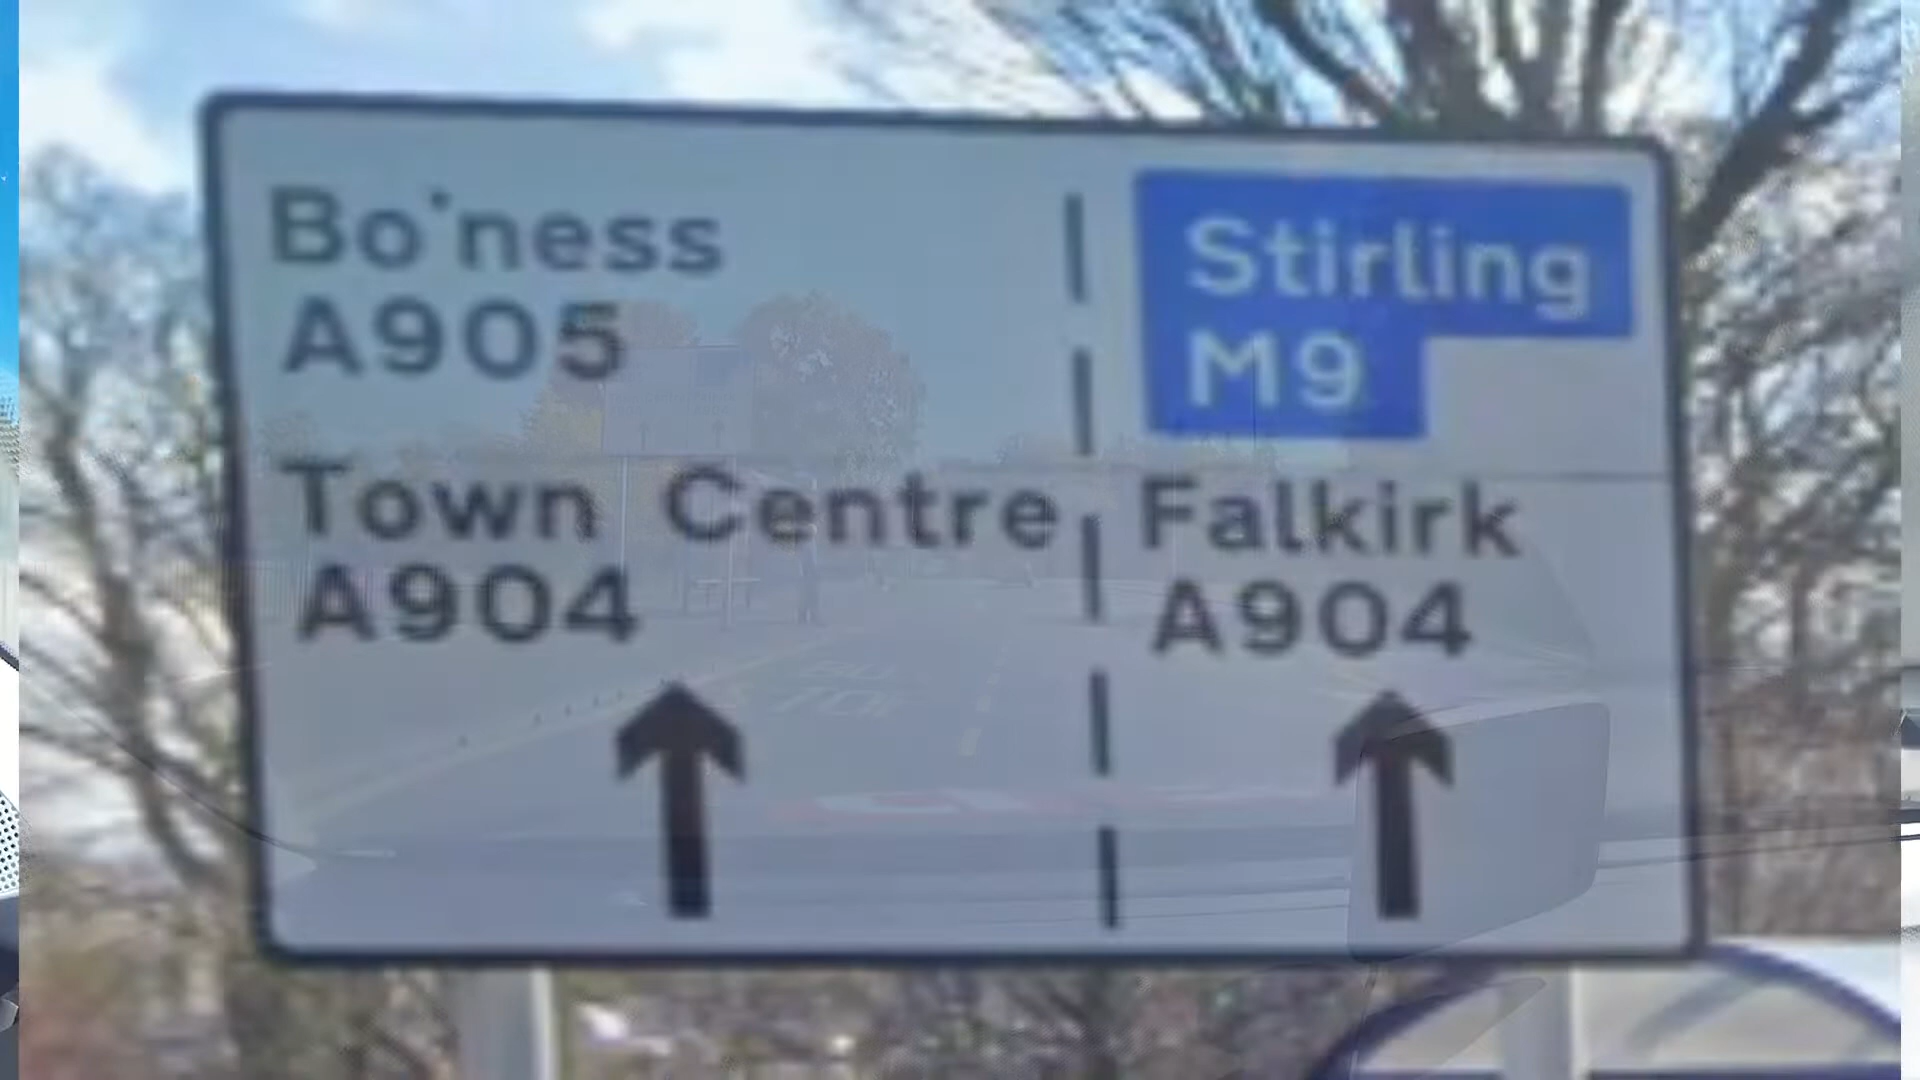 Bo'ness
A905
Town Centre
A904
Stirling
M9
Falkirk
A904